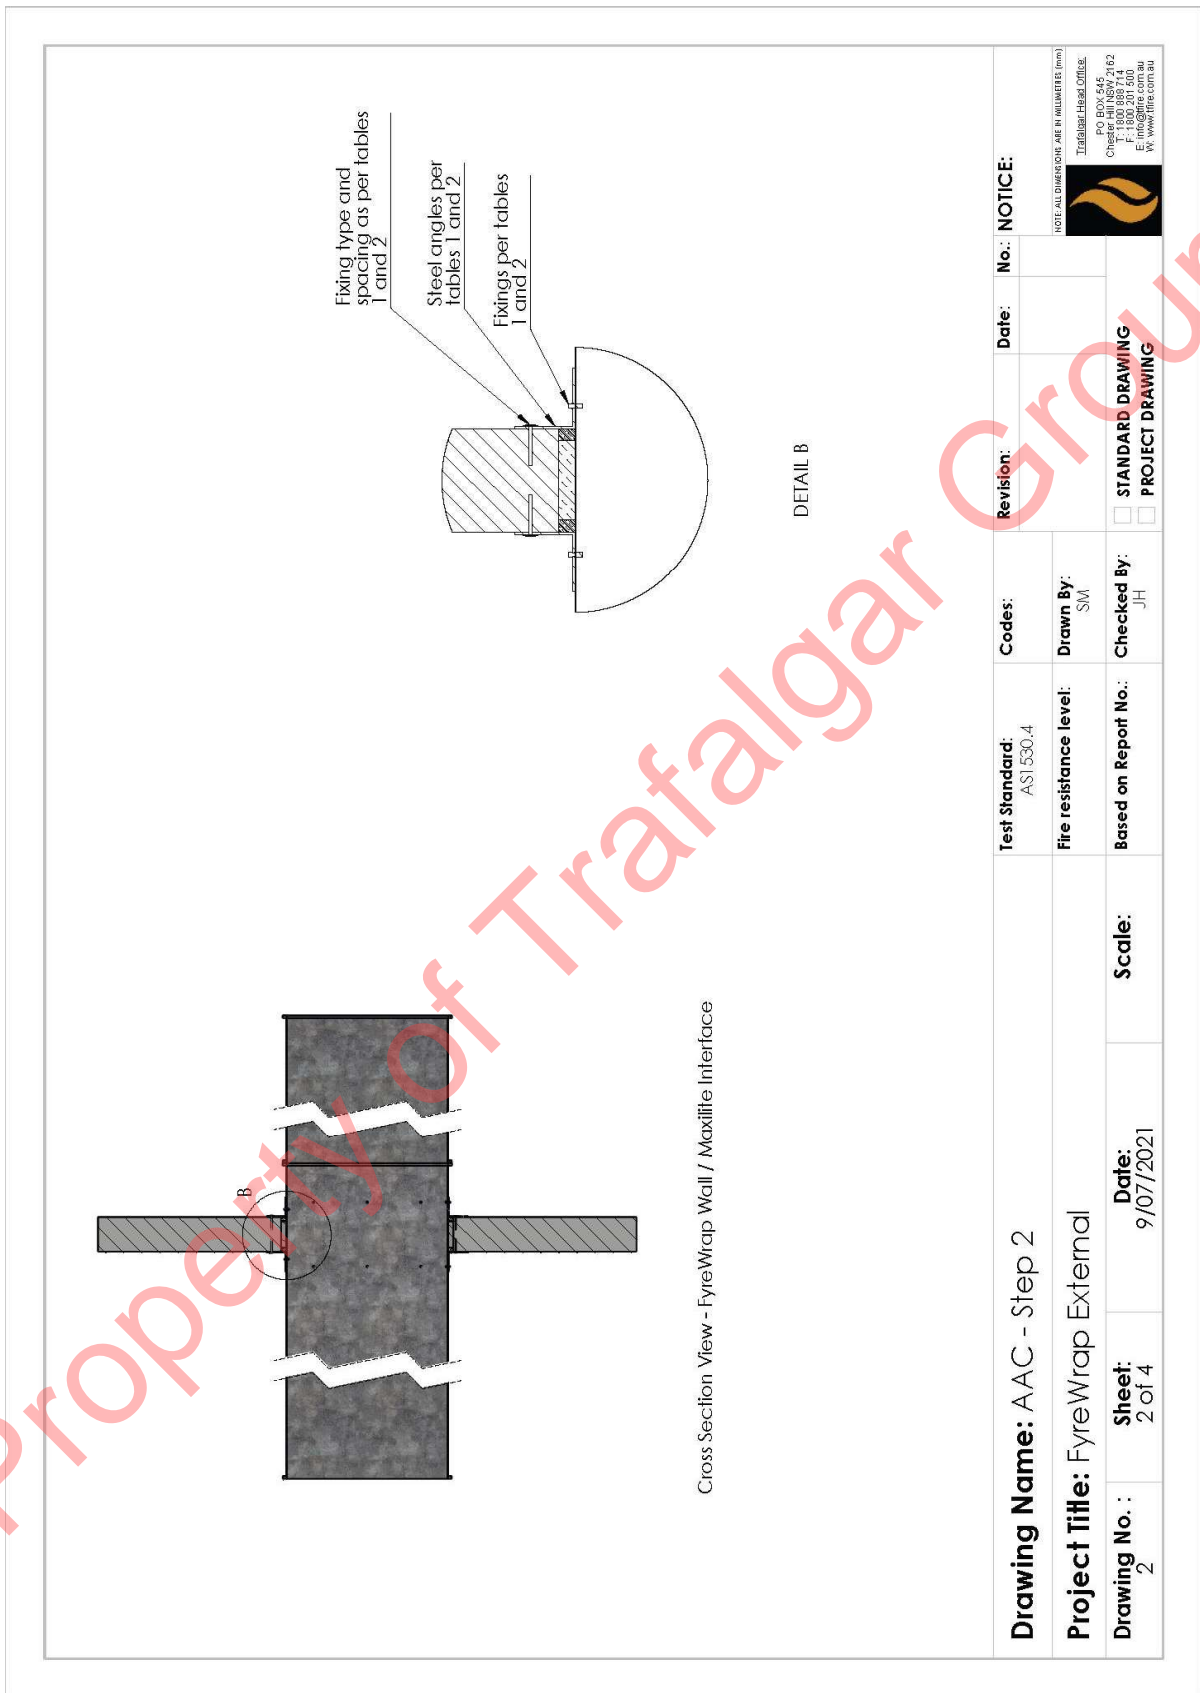 Fixing type and
spacing as per tables
1 and 2
Steel angles per
tables 1 and 2
Fixings per tables
1 and 2
B
DETAIL B
Cross Section View - FyreWrap Wall / Maxilite Interface
Property of Trafalgar Group
Drawing Name: AAC - Step 2
Project Title: FyreWrap External
Drawing No. :
2
Sheet:
2 of 4
Date:
9/07/2021
Scale:
Test Standard:
AS1530.4
Codes:
Fire resistance level:
Drawn By:
SM
Based on Report No.:
Checked By:
JH
Revision:
Date:
No.:
NOTICE:
STANDARD DRAWING
PROJECT DRAWING
NOTE: ALL DIMENSIONS ARE IN MILLIMETRES (mm)
Trafalgar Head Office:
PO BOX 545
Chester Hill NSW 2162
T: 1800 888 714
F: 1800 201 500
E: info@tfire.com.au
W: www.tfire.com.au